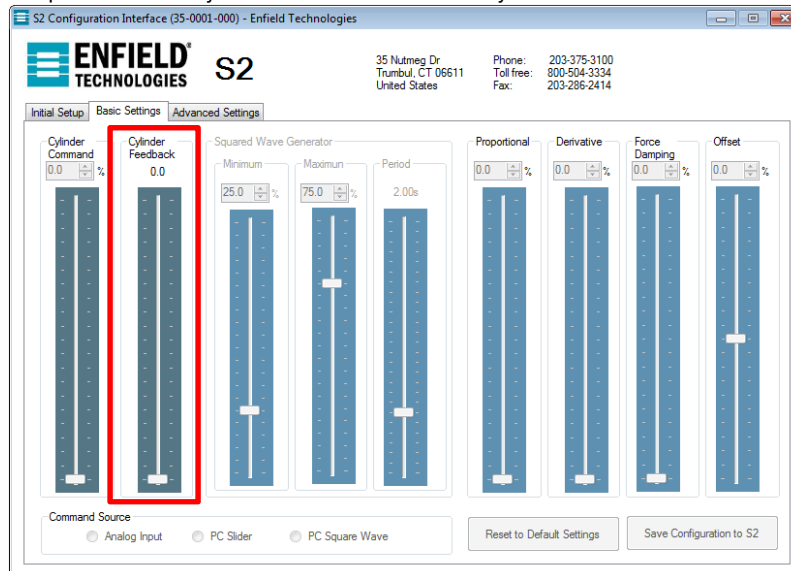 S2 Configuration Interface (35-0001-000) - Enfield Technologies
ENFIELD
TECHNOLOGIES
S2
35 Nutmeg Dr
Trumbul, CT 06611
United States
Phone: 203-375-3100
Toll free: 800-504-3334
Fax: 203-286-2414
Initial Setup Basic Settings Advanced Settings
Cylinder
Command
0.0 %
Cylinder
Feedback
0.0
Squared Wave Generator
Minimum
25.0 %
Maximun
75.0 %
Period
2.00s
Proportional
0.0 %
Derivative
0.0 %
Force
Damping
0.0 %
Offset
0.0 %
Command Source
Analog Input PC Slider PC Square Wave
Reset to Default Settings
Save Configuration to S2